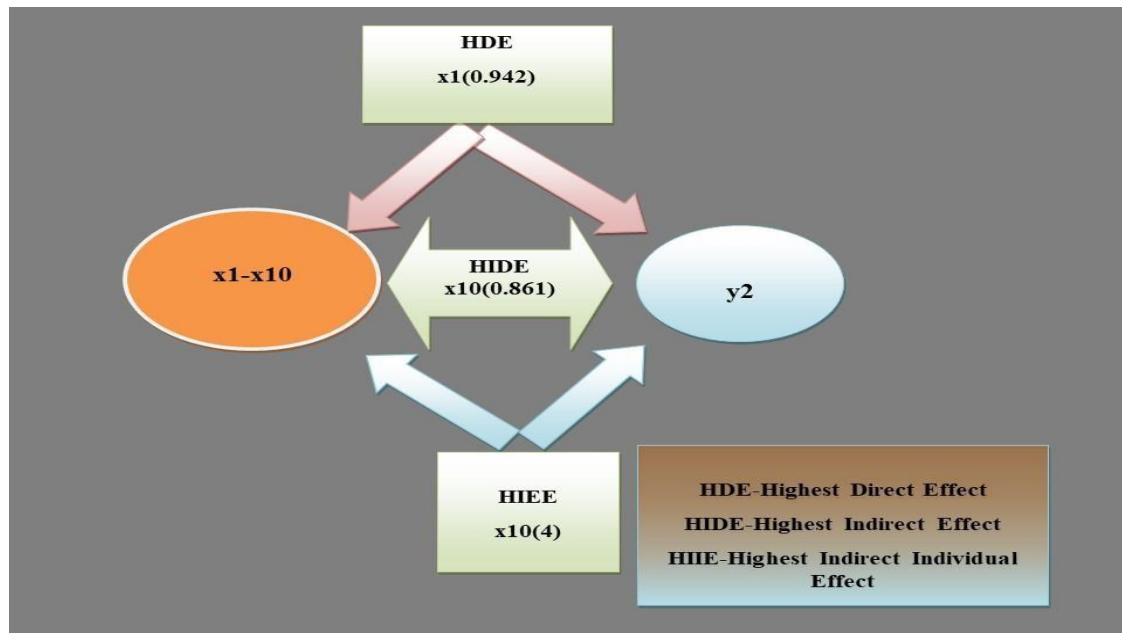 HDE
x1(0.942)
x1-x10
HIDE
x10(0.861)
y2
HIEE
x10(4)
HDE-Highest Direct Effect
HIDE-Highest Indirect Effect
HIIE-Highest Indirect Individual
Effect